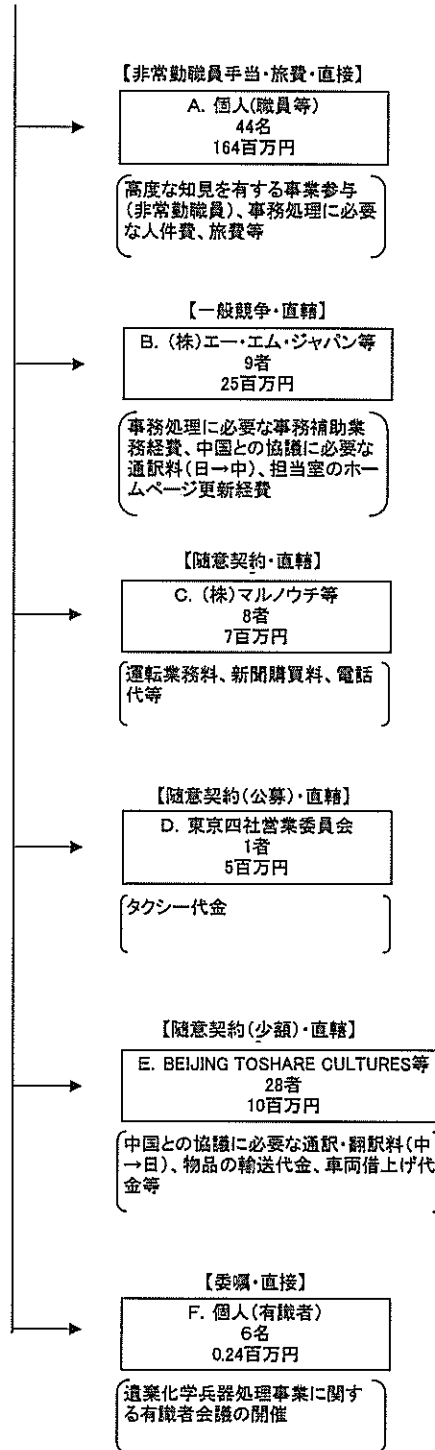 【非常勤職員手当・旅費・直接】
A. 個人(職員等)
44名
164百万円
高度な知見を有する事業参与
(非常勤職員)、事務処理に必要
な人件費、旅費等
【一般競争・直轄】
B. (株)エー・エム・ジャパン等
9者
25百万円
事務処理に必要な事務補助業
務経費、中国との協議に必要な
通訳料(日→中)、担当室のホー
ムページ更新経費
【随意契約・直轄】
C. (株)マルノウチ等
8者
7百万円
運転業務料、新聞購買料、電話
代等
【随意契約(公募)・直轄】
D. 東京四社営業委員会
1者
5百万円
タクシー代金
【随意契約(少額)・直轄】
E. BEIJING TOSHARE CULTURES等
28者
10百万円
中国との協議に必要な通訳・翻訳料(中
→日)、物品の輸送代金、車両借上げ代
金等
【委嘱・直接】
F. 個人(有識者)
6名
0.24百万円
遺棄化学兵器処理事業に関す
る有識者会議の開催